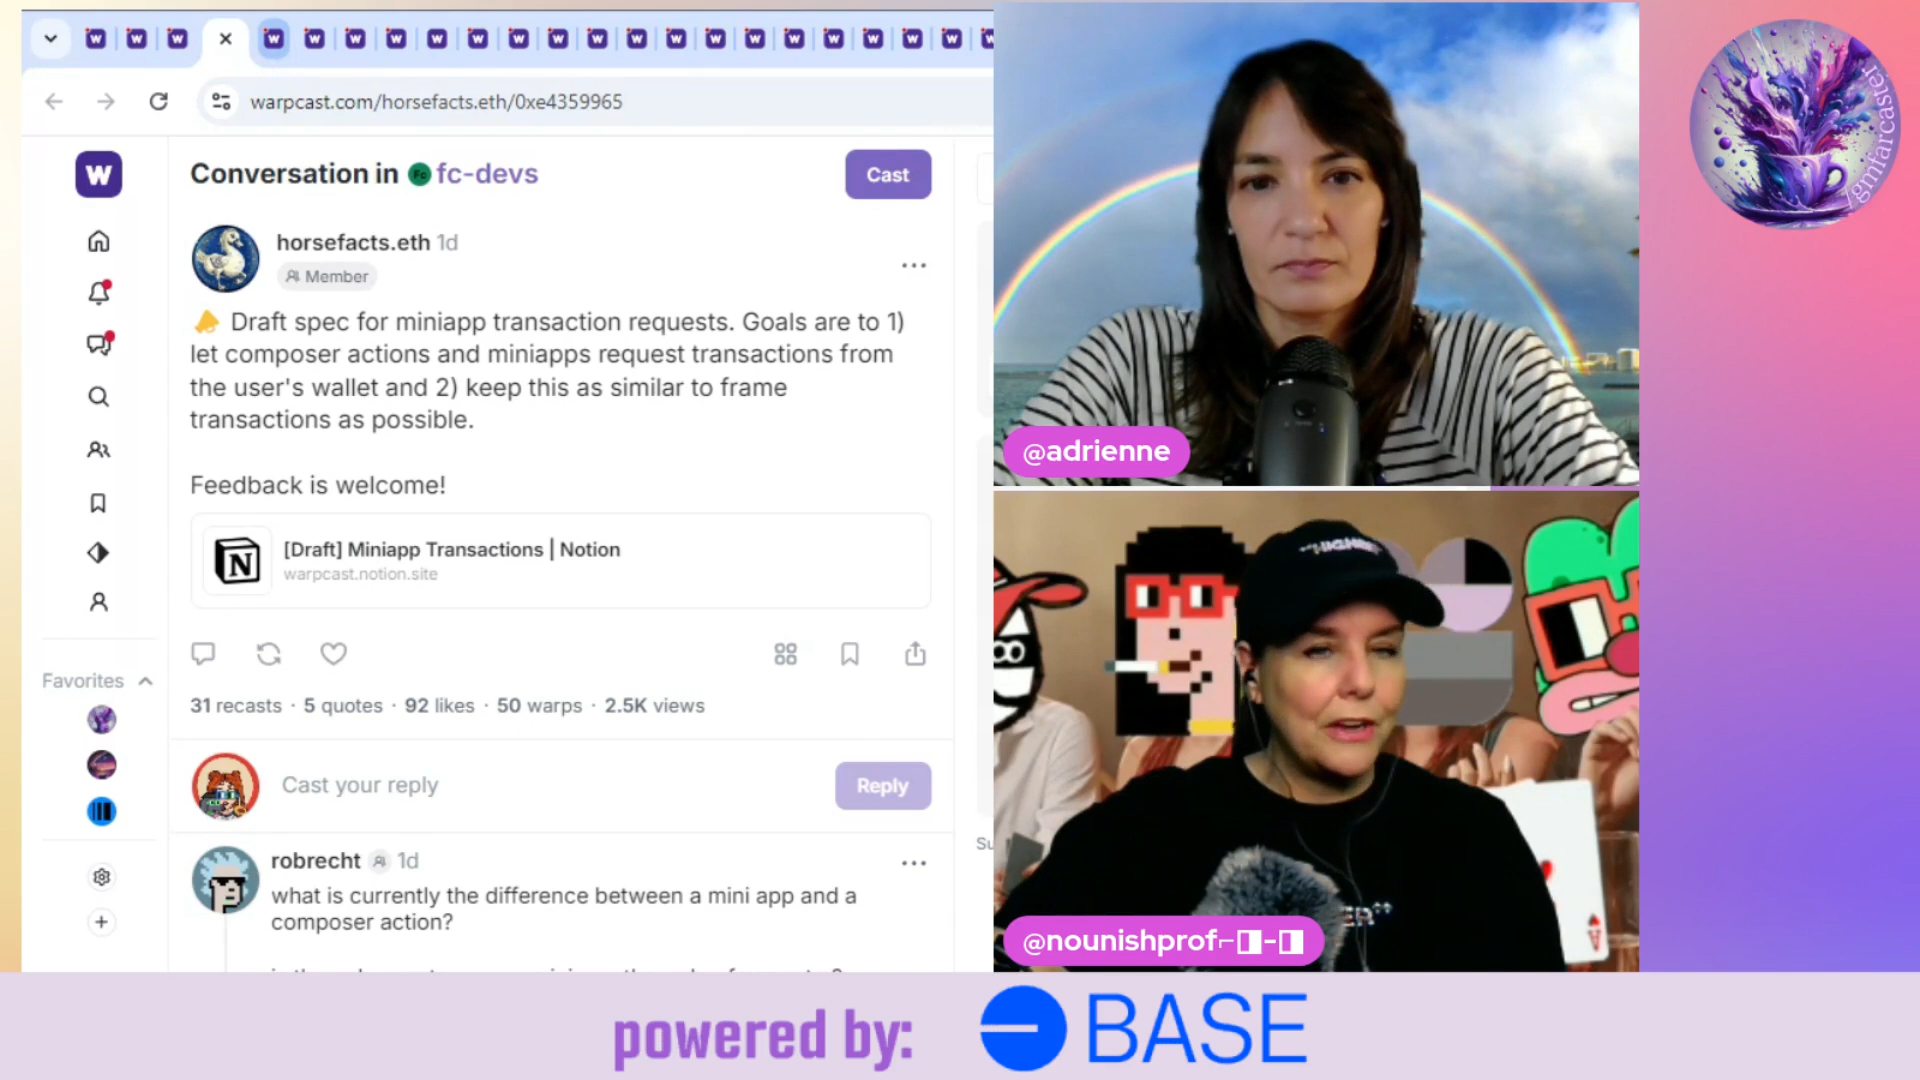 warpcast.com/horsefacts.eth/0xe4359965
Conversation in fc-devs
Cast
horsefacts.eth 1d
Member
Draft spec for miniapp transaction requests. Goals are to 1)
let composer actions and miniapps request transactions from
the user's wallet and 2) keep this as similar to frame
transactions as possible.
Feedback is welcome!
[Draft] Miniapp Transactions | Notion
warpcast.notion.site
31 recasts · 5 quotes · 92 likes · 50 warps · 2.5K views
Cast your reply
Reply
robrecht 1d
what is currently the difference between a mini app and a
composer action?
Favorites
@adrienne
@nounishprof⌐◨-◨
/gmfarcaster
powered by:
BASE